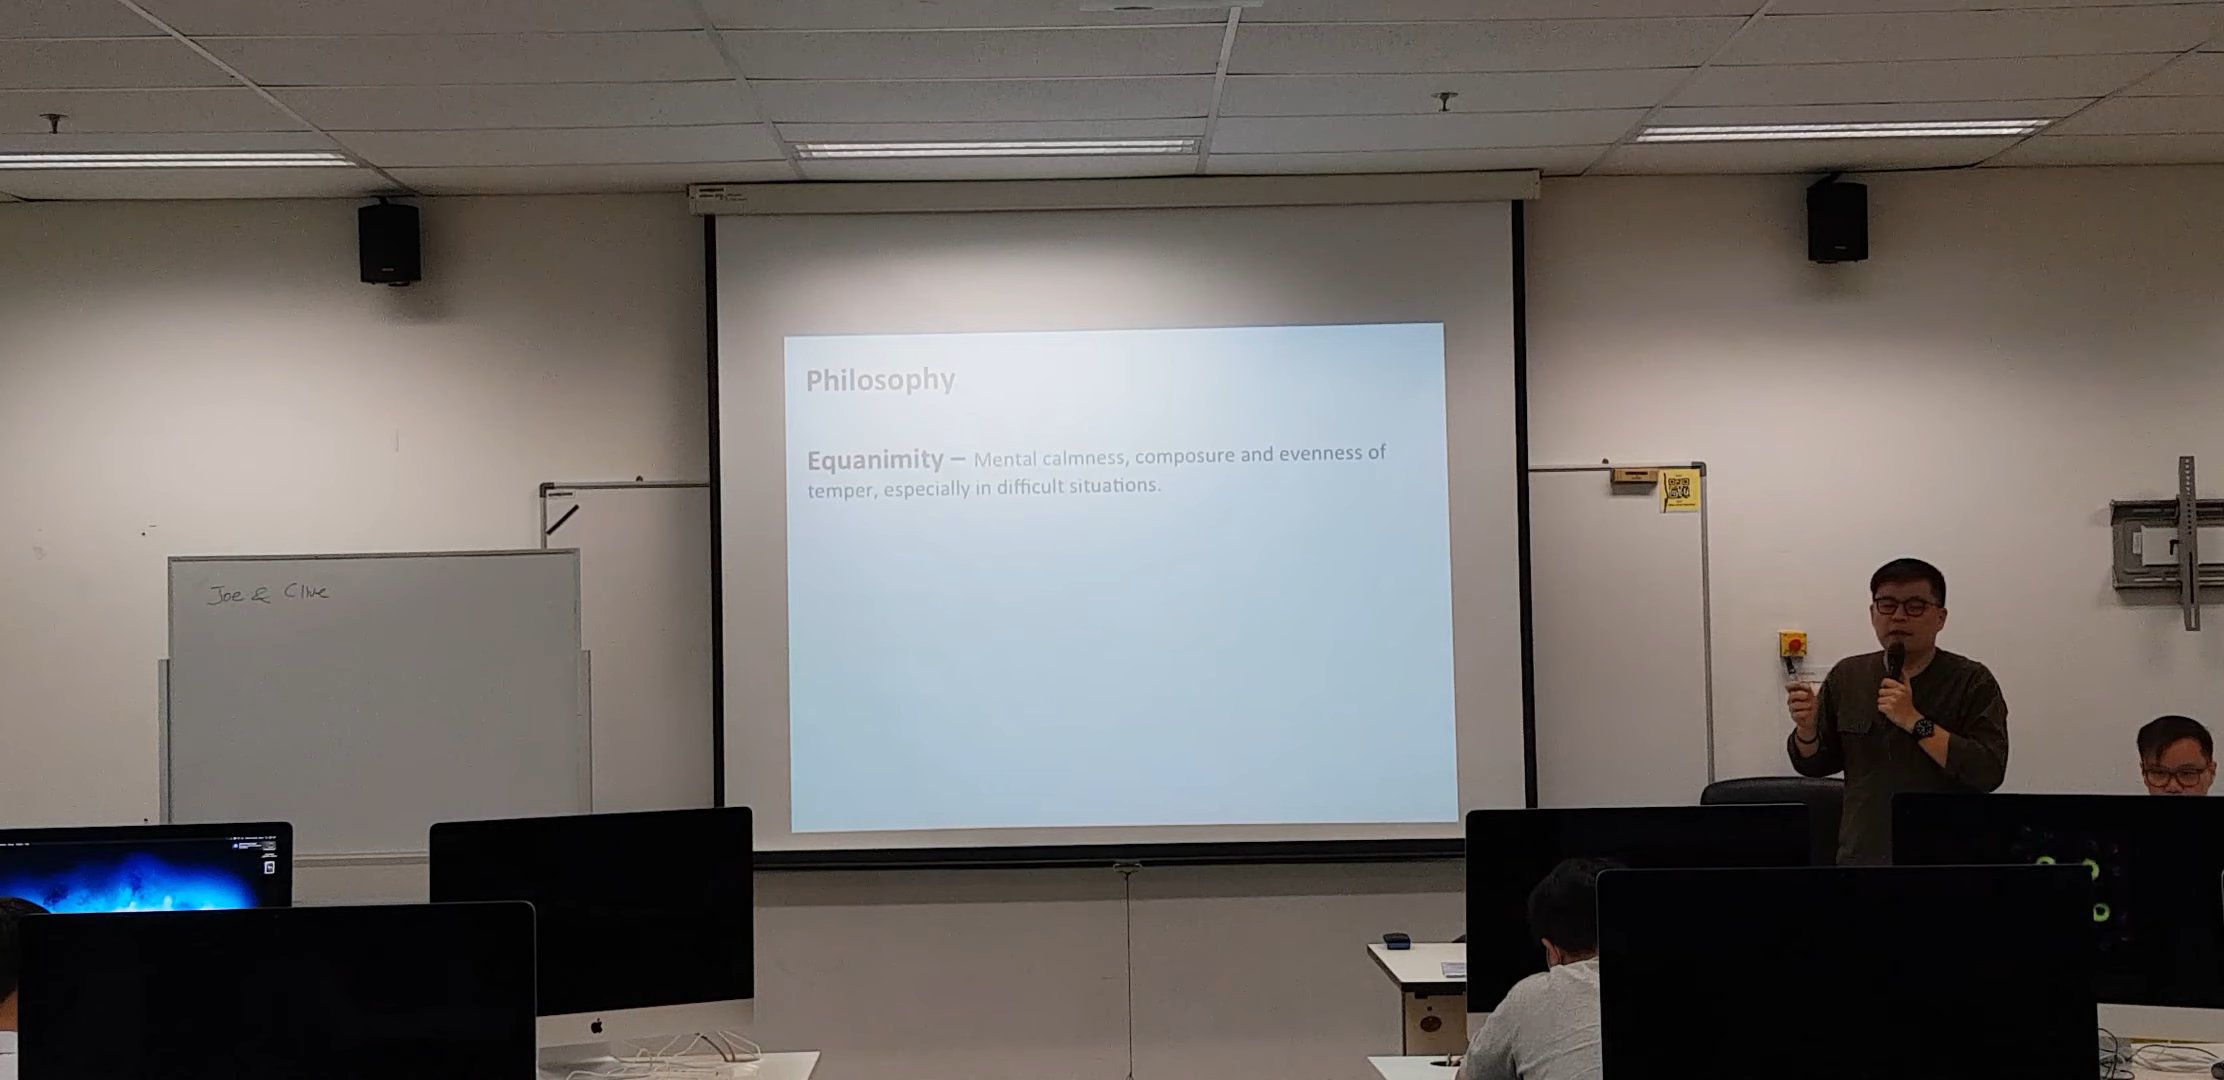 Philosophy
Equanimity – Mental calmness, composure and evenness of
temper, especially in difficult situations.
Joe & Clive